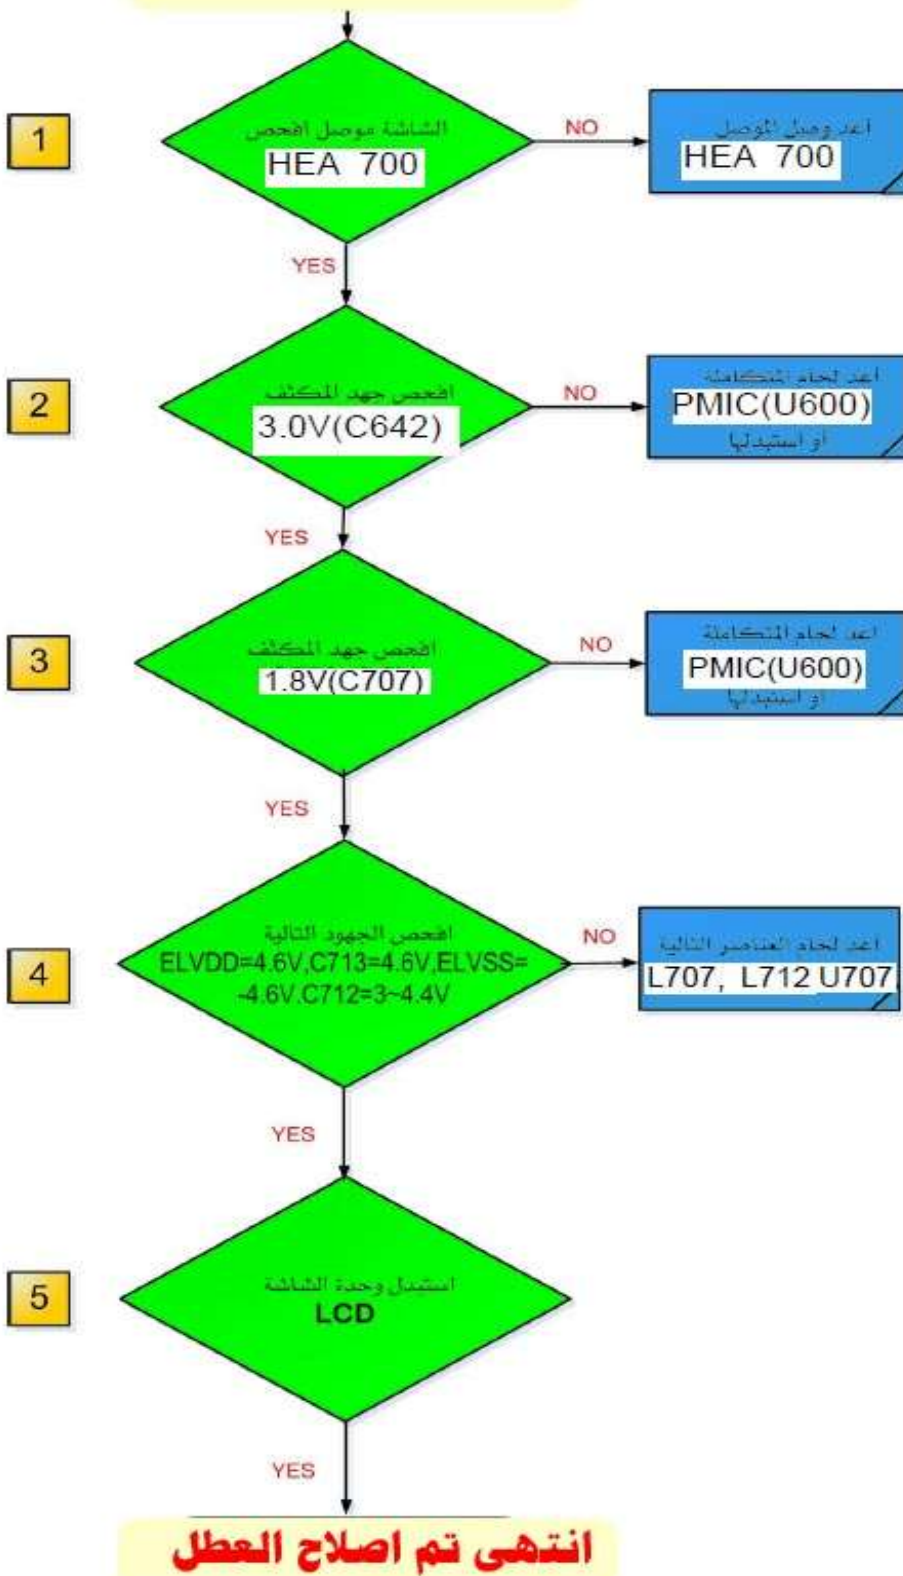 1
الشاشة موصل افحص
HEA 700
NO
أعد وصل الموصل
HEA 700
YES
2
افحص جهد المكثف
3.0V(C642)
NO
أعد لحام المتكاملة
PMIC(U600)
او استبدلها
YES
3
افحص جهد المكثف
1.8V(C707)
NO
اعد لحام المتكاملة
PMIC(U600)
او استبدلها
YES
4
افحص الجهود التالية
ELVDD=4.6V,C713=4.6V,ELVSS=
-4.6V.C712=3~4.4V
NO
أعد لحام العناصر التالية
L707, L712 U707
YES
5
استبدل وحدة الشاشة
LCD
YES
انتهى تم اصلاح العطل